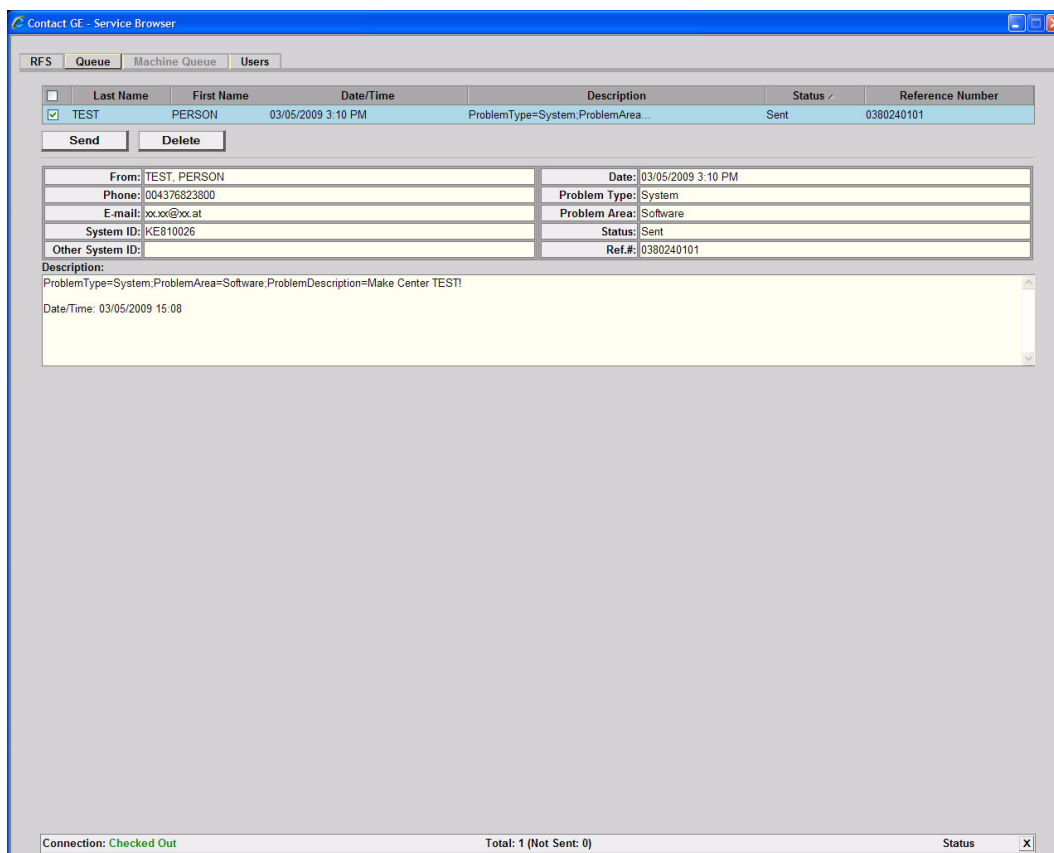 Contact GE - Service Browser
RFS Queue Machine Queue Users
Last Name First Name Date/Time Description Status Reference Number
TEST PERSON 03/05/2009 3:10 PM ProblemType=System;ProblemArea... Sent 0380240101
Send Delete
From: TEST, PERSON Date: 03/05/2009 3:10 PM
Phone: 004376823800 Problem Type: System
E-mail: xx.xx@xx.at Problem Area: Software
System ID: KE810026 Status: Sent
Other System ID: Ref.#: 0380240101
Description:
ProblemType=System;ProblemArea=Software;ProblemDescription=Make Center TEST!
Date/Time: 03/05/2009 15:08
Connection: Checked Out Total: 1 (Not Sent: 0) Status X